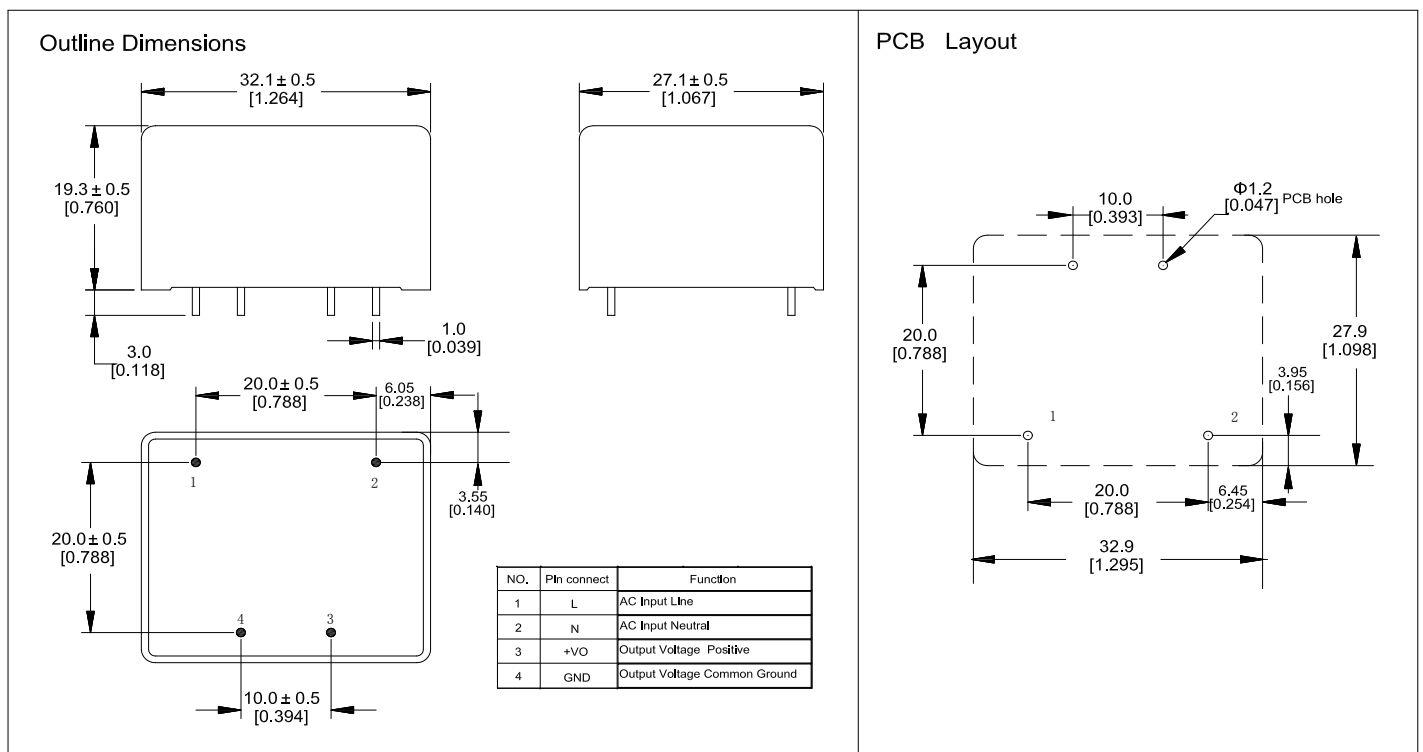 Outline Dimensions
32.1 ± 0.5
[1.264]
27.1 ± 0.5
[1.067]
19.3 ± 0.5
[0.760]
3.0
[0.118]
1.0
[0.039]
20.0 ± 0.5
[0.788]
6.05
[0.238]
1
2
3.55
[0.140]
20.0 ± 0.5
[0.788]
4
3
10.0 ± 0.5
[0.394]
NO. Pin connect Function
1 L AC Input Line
2 N AC Input Neutral
3 +VO Output Voltage Positive
4 GND Output Voltage Common Ground
PCB Layout
10.0
[0.393]
Φ1.2
[0.047] PCB hole
20.0
[0.788]
27.9
[1.098]
3.95
[0.156]
1
2
20.0
[0.788]
6.45
[0.254]
32.9
[1.295]